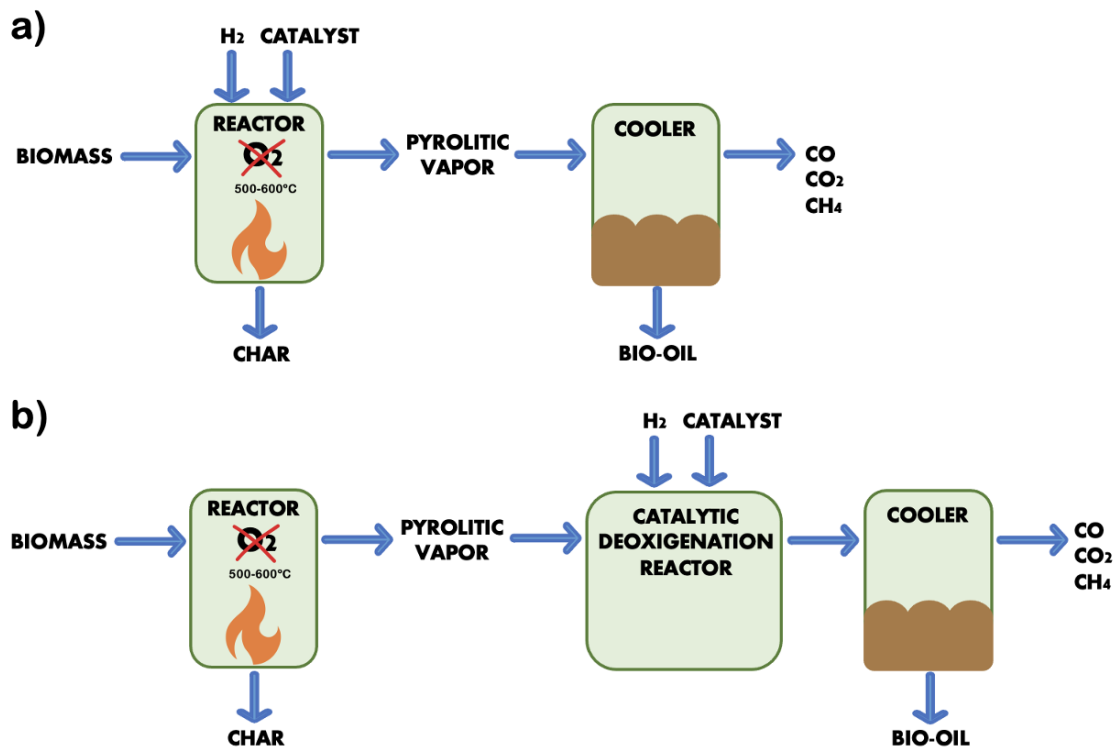 a)
H₂ CATALYST
REACTOR
O₂
500-600°C
BIOMASS
PYROLITIC
VAPOR
COOLER
CO
CO₂
CH₄
CHAR
BIO-OIL
b)
H₂ CATALYST
REACTOR
O₂
500-600°C
BIOMASS
PYROLITIC
VAPOR
CATALYTIC
DEOXIGENATION
REACTOR
COOLER
CO
CO₂
CH₄
CHAR
BIO-OIL